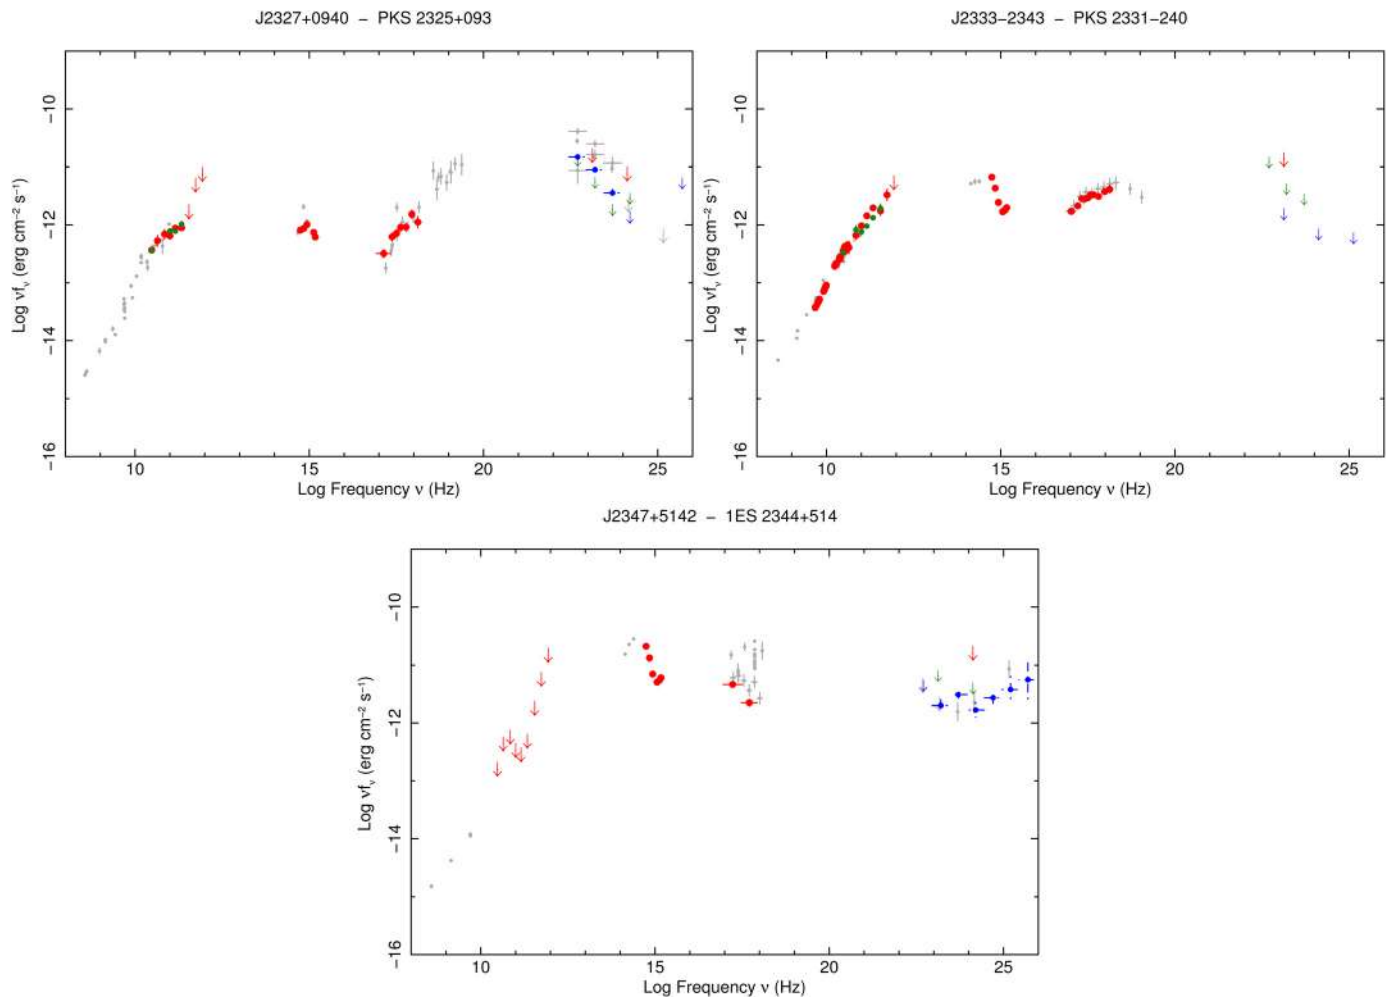 J2327+0940 − PKS 2325+093
J2333−2343 − PKS 2331−240
−10
−12
−14
−16
Log νfν (erg cm−2 s−1)
10 15 20 25
Log Frequency ν (Hz)
−10
−12
−14
−16
Log νfν (erg cm−2 s−1)
10 15 20 25
Log Frequency ν (Hz)
J2347+5142 − 1ES 2344+514
−10
−12
−14
−16
Log νfν (erg cm−2 s−1)
10 15 20 25
Log Frequency ν (Hz)